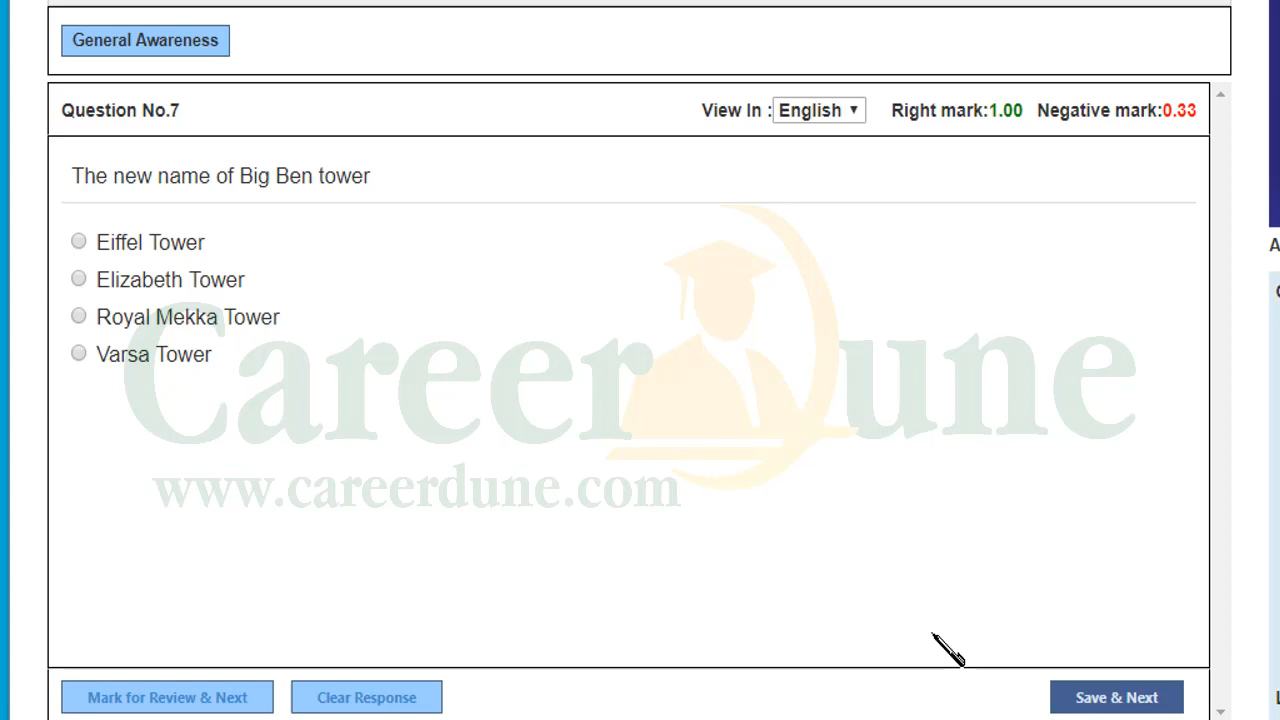 General Awareness
Question No.7 View In : English ▼ Right mark:1.00 Negative mark:0.33
The new name of Big Ben tower
Eiffel Tower
Elizabeth Tower
Royal Mekka Tower
Varsa Tower
Career Dune
www.careerdune.com
Mark for Review & Next Clear Response Save & Next